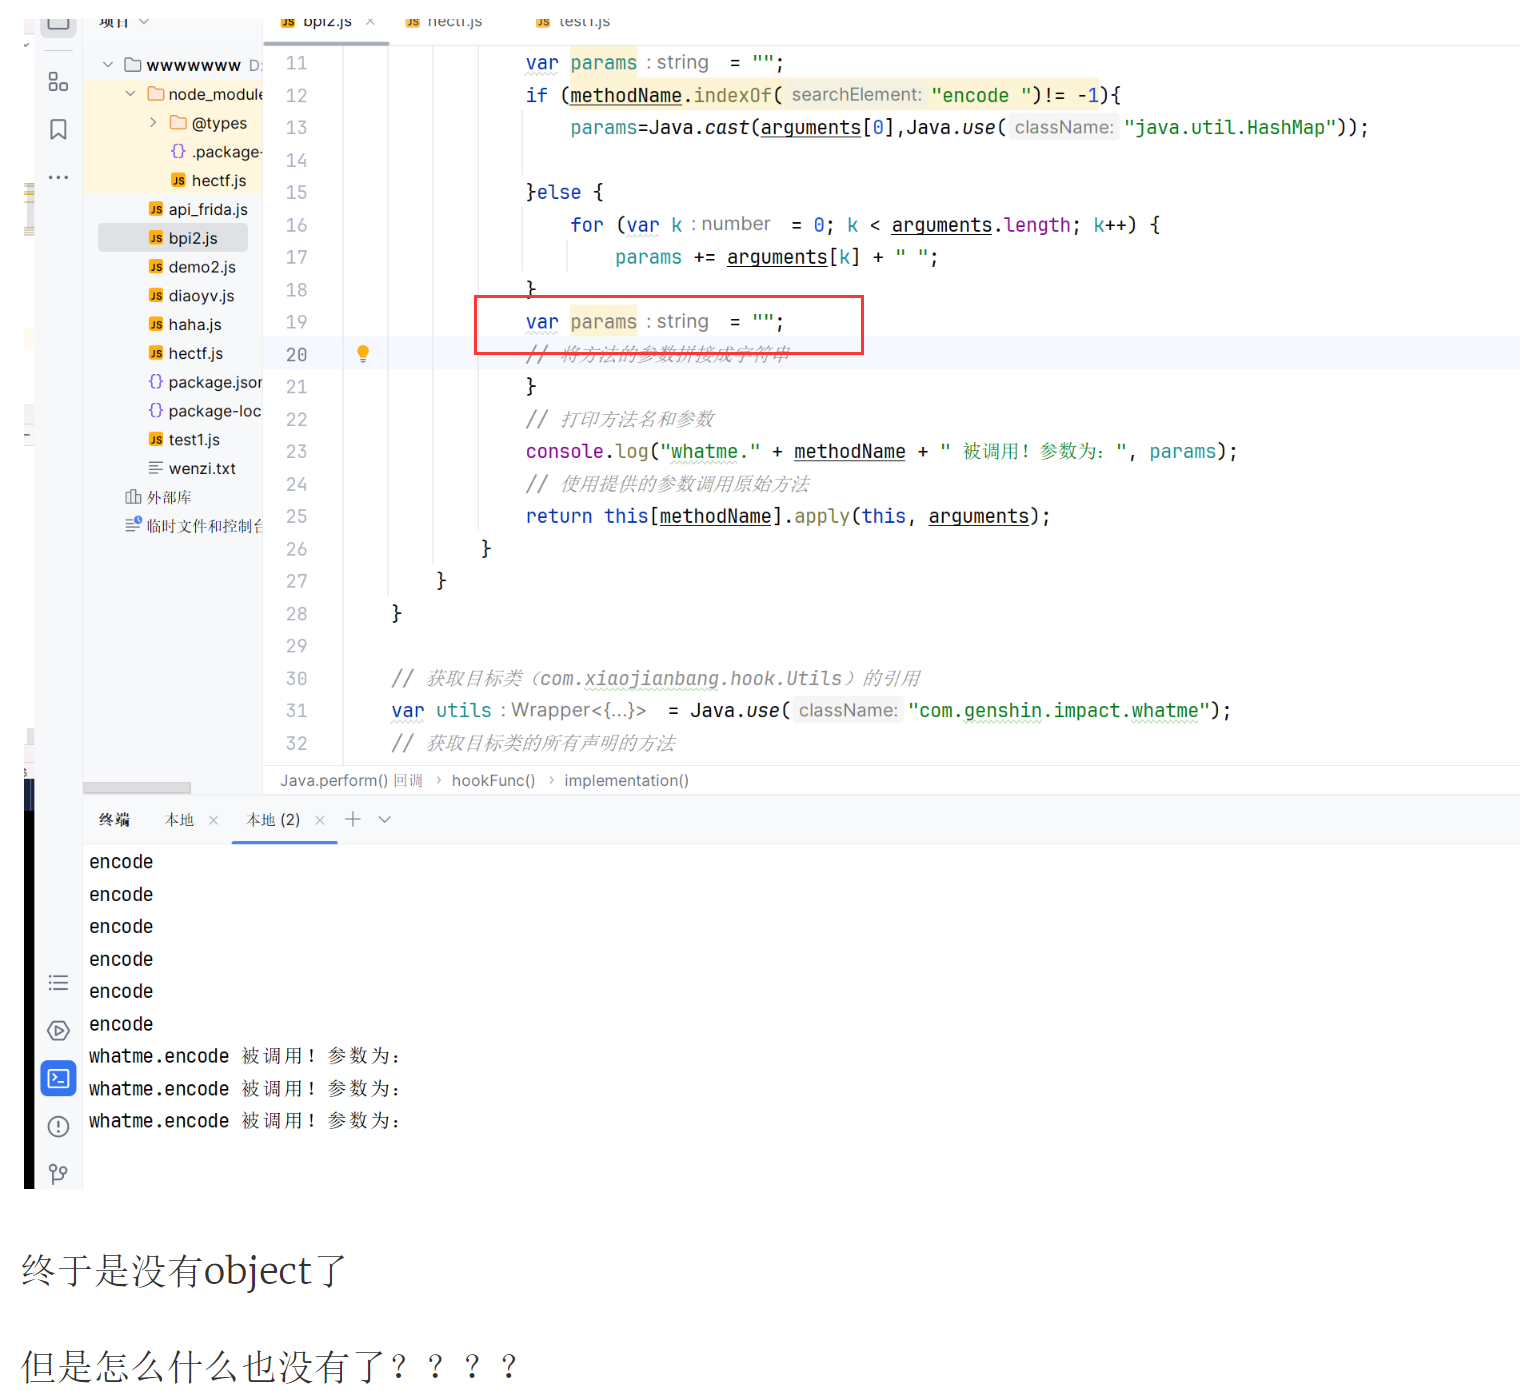 项目
bpi2.js
hectf.js
test1.js
wwwwwww D:
node_module
@types
.package-
hectf.js
api_frida.js
bpi2.js
demo2.js
diaoyv.js
haha.js
hectf.js
package.json
package-loc
test1.js
wenzi.txt
外部库
临时文件和控制台
11 var params : string = "";
12 if (methodName.indexOf( searchElement: "encode ")!= -1){
13 params=Java.cast(arguments[0],Java.use( className: "java.util.HashMap"));
14
15 }else {
16 for (var k : number = 0; k < arguments.length; k++) {
17 params += arguments[k] + " ";
18 }
19 var params : string = "";
20 // 将方法的参数拼接成字符串
21 }
22 // 打印方法名和参数
23 console.log("whatme." + methodName + " 被调用! 参数为: ", params);
24 // 使用提供的参数调用原始方法
25 return this[methodName].apply(this, arguments);
26 }
27 }
28 }
29
30 // 获取目标类（com.xiaojianbang.hook.Utils）的引用
31 var utils : Wrapper<{...}> = Java.use( className: "com.genshin.impact.whatme");
32 // 获取目标类的所有声明的方法
Java.perform() 回调 › hookFunc() › implementation()
终端 本地 × 本地 (2) ×
encode
encode
encode
encode
encode
encode
whatme.encode 被调用! 参数为:
whatme.encode 被调用! 参数为:
whatme.encode 被调用! 参数为:
终于是没有object了
但是怎么什么也没有了？？？？